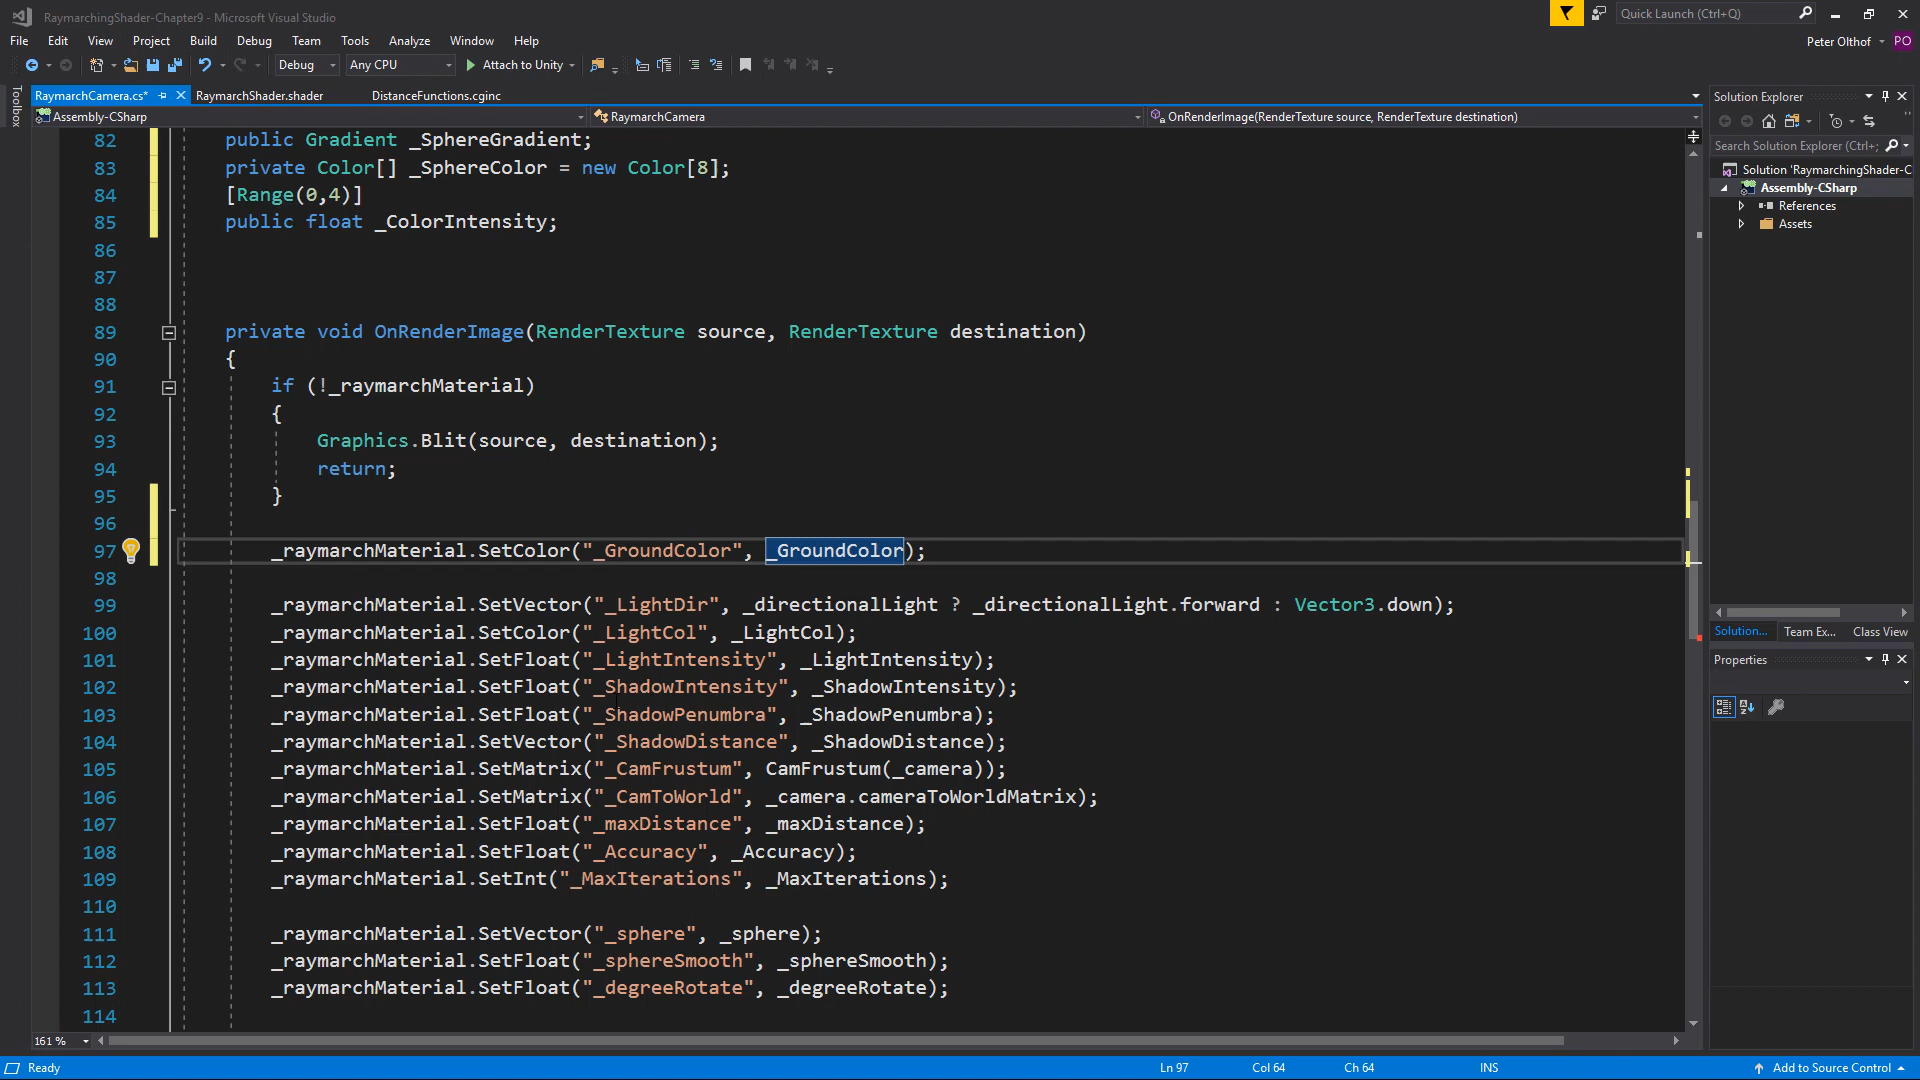 RaymarchingShader-Chapter9 - Microsoft Visual Studio
Quick Launch (Ctrl+Q)
File Edit View Project Build Debug Team Tools Analyze Window Help
Peter Olthof PO
Debug Any CPU Attach to Unity
Toolbox
RaymarchCamera.cs* RaymarchShader.shader DistanceFunctions.cginc
Assembly-CSharp RaymarchCamera OnRenderImage(RenderTexture source, RenderTexture destination)
82 public Gradient _SphereGradient;
83 private Color[] _SphereColor = new Color[8];
84 [Range(0,4)]
85 public float _ColorIntensity;
86
87
88
89 private void OnRenderImage(RenderTexture source, RenderTexture destination)
90 {
91 if (!_raymarchMaterial)
92 {
93 Graphics.Blit(source, destination);
94 return;
95 }
96
97 _raymarchMaterial.SetColor("_GroundColor", _GroundColor);
98
99 _raymarchMaterial.SetVector("_LightDir", _directionalLight ? _directionalLight.forward : Vector3.down);
100 _raymarchMaterial.SetColor("_LightCol", _LightCol);
101 _raymarchMaterial.SetFloat("_LightIntensity", _LightIntensity);
102 _raymarchMaterial.SetFloat("_ShadowIntensity", _ShadowIntensity);
103 _raymarchMaterial.SetFloat("_ShadowPenumbra", _ShadowPenumbra);
104 _raymarchMaterial.SetVector("_ShadowDistance", _ShadowDistance);
105 _raymarchMaterial.SetMatrix("_CamFrustum", CamFrustum(_camera));
106 _raymarchMaterial.SetMatrix("_CamToWorld", _camera.cameraToWorldMatrix);
107 _raymarchMaterial.SetFloat("_maxDistance", _maxDistance);
108 _raymarchMaterial.SetFloat("_Accuracy", _Accuracy);
109 _raymarchMaterial.SetInt("_MaxIterations", _MaxIterations);
110
111 _raymarchMaterial.SetVector("_sphere", _sphere);
112 _raymarchMaterial.SetFloat("_sphereSmooth", _sphereSmooth);
113 _raymarchMaterial.SetFloat("_degreeRotate", _degreeRotate);
114
161 %
Solution Explorer
Search Solution Explorer (Ctrl+;
Solution 'RaymarchingShader-C
Assembly-CSharp
References
Assets
Solution... Team Ex... Class View
Properties
Ready Ln 97 Col 64 Ch 64 INS Add to Source Control